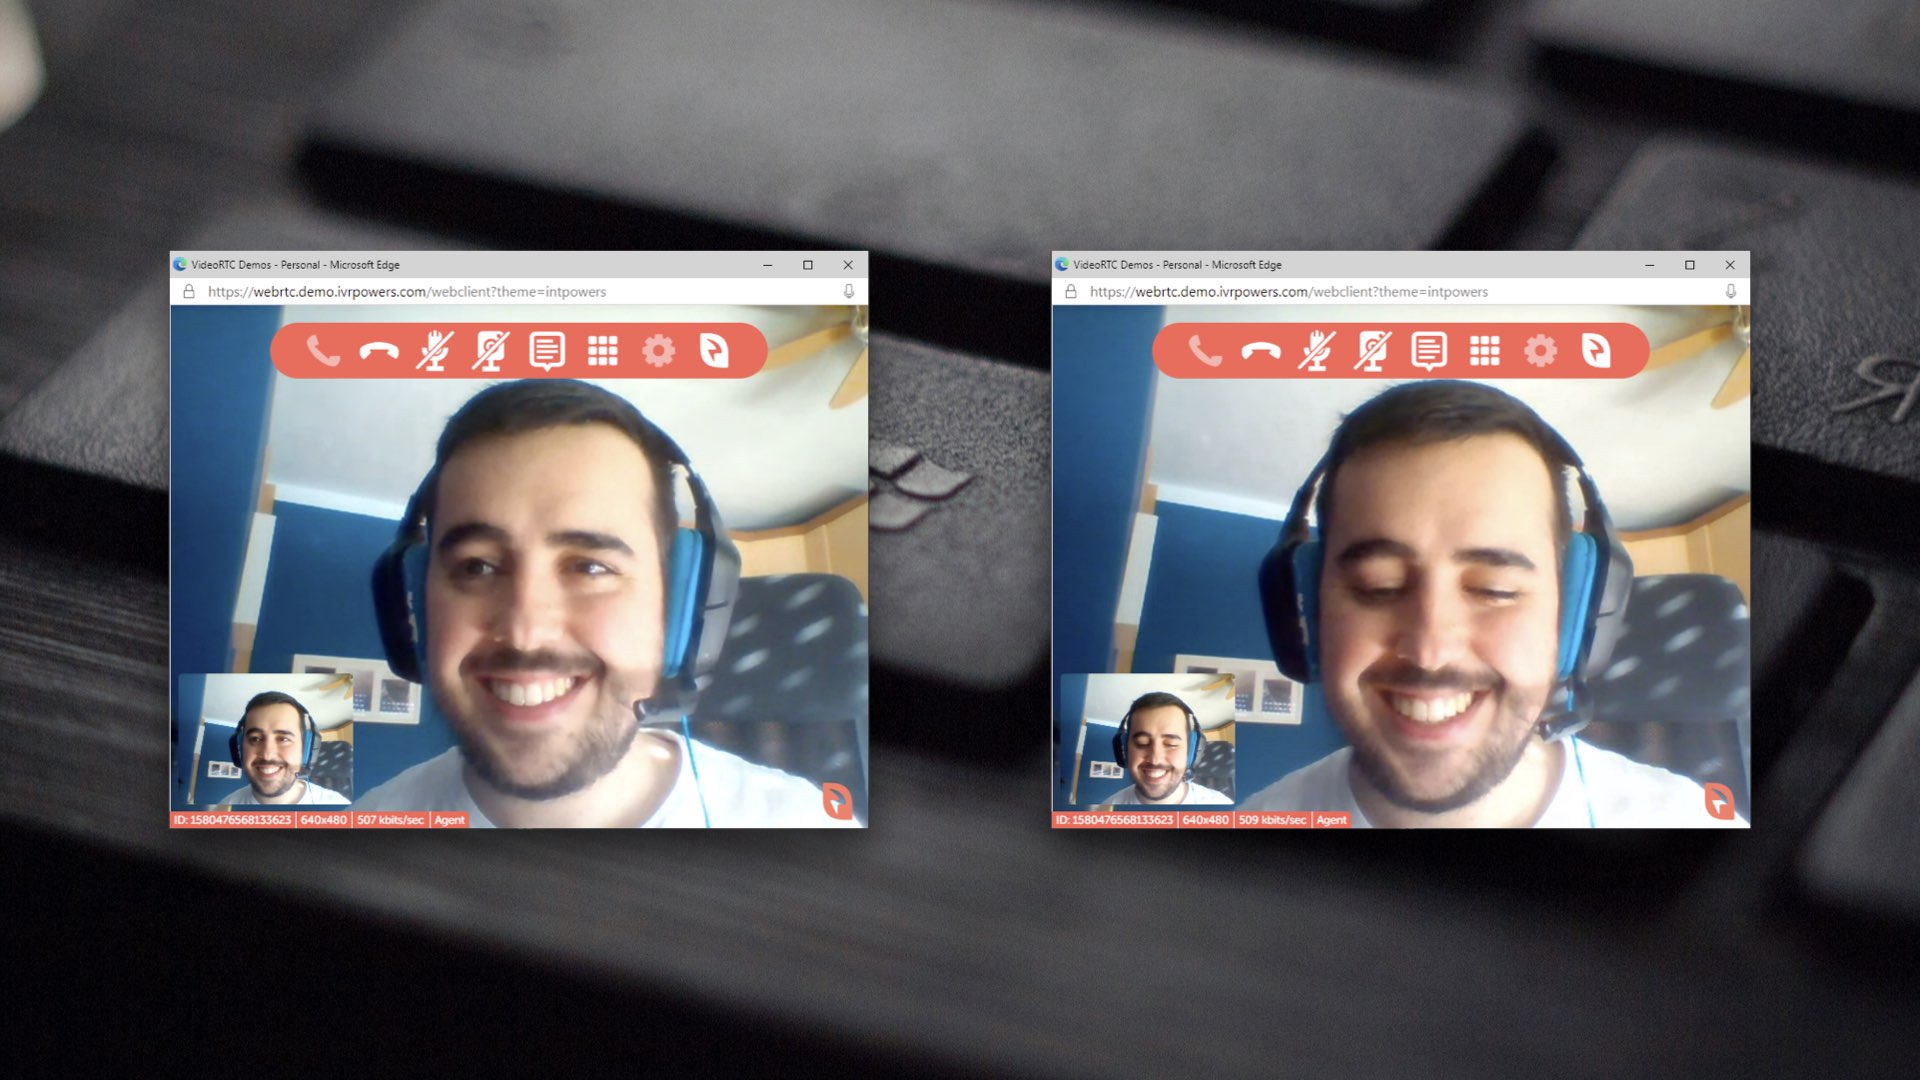 VideoRTC Demos - Personal - Microsoft Edge
https://webrtc.demo.ivrpowers.com/webclient?theme=intpowers
ID: 1580476568133623 640x480 507 kbits/sec Agent
VideoRTC Demos - Personal - Microsoft Edge
https://webrtc.demo.ivrpowers.com/webclient?theme=intpowers
ID: 1580476568133623 640x480 509 kbits/sec Agent